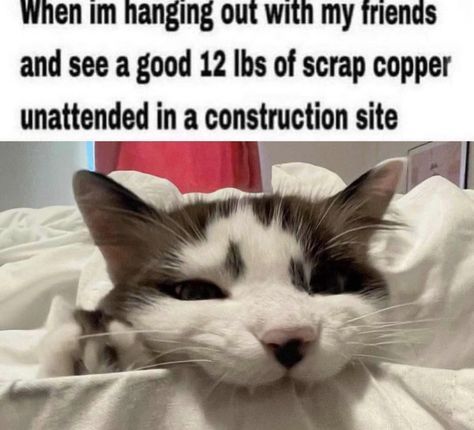 When im hanging out with my friends
and see a good 12 lbs of scrap copper
unattended in a construction site